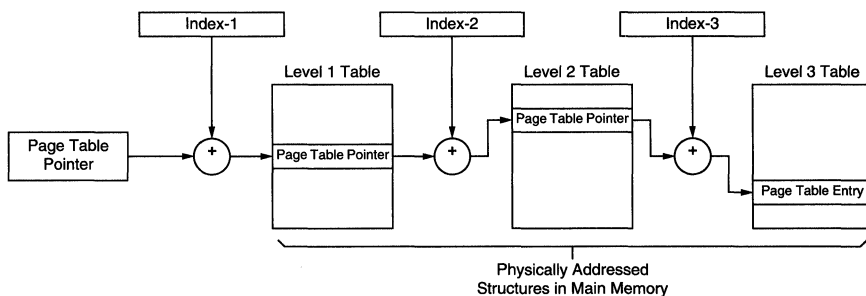 Index-1
Index-2
Index-3
Level 1 Table
Level 2 Table
Level 3 Table
Page Table
Pointer
+
Page Table Pointer
+
Page Table Pointer
+
Page Table Entry
Physically Addressed
Structures in Main Memory